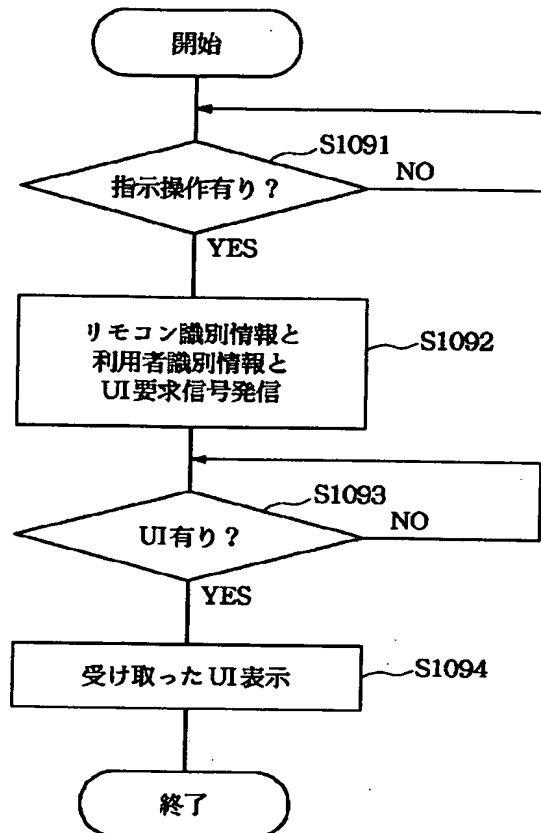 開始
S1091
指示操作有り？
NO
YES
リモコン識別情報と
利用者識別情報と
UI要求信号発信
S1092
S1093
UI有り？
NO
YES
受け取ったUI表示
S1094
終了